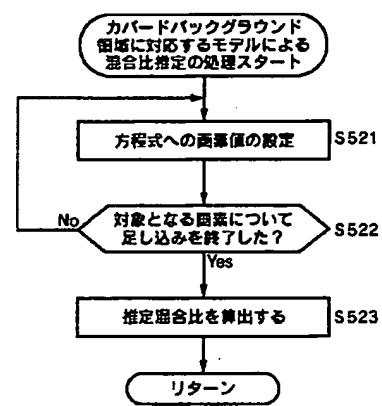 カバードバックグラウンド
領域に対応するモデルによる
混合比推定の処理スタート
方程式への画素値の設定
S521
No
対象となる画素について
足し込みを終了した?
S522
Yes
推定混合比を算出する
S523
リターン